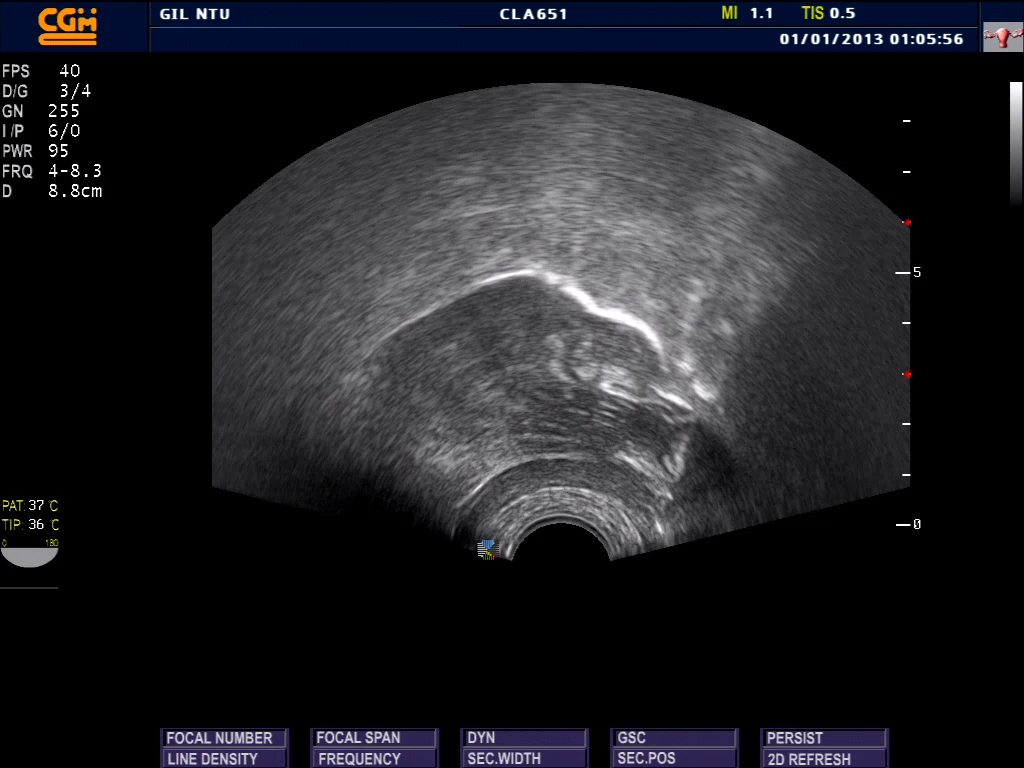 CGM
GIL NTU CLA651 MI 1.1 TIS 0.5
01/01/2013 01:05:56
FPS 40
D/G 3/4
GN 255
I/P 6/0
PWR 95
FRQ 4-8.3
D 8.8cm
5
PAT: 37 °C
TIP: 36 °C
0 180
0
FOCAL NUMBER FOCAL SPAN DYN GSC PERSIST
LINE DENSITY FREQUENCY SEC.WIDTH SEC.POS 2D REFRESH